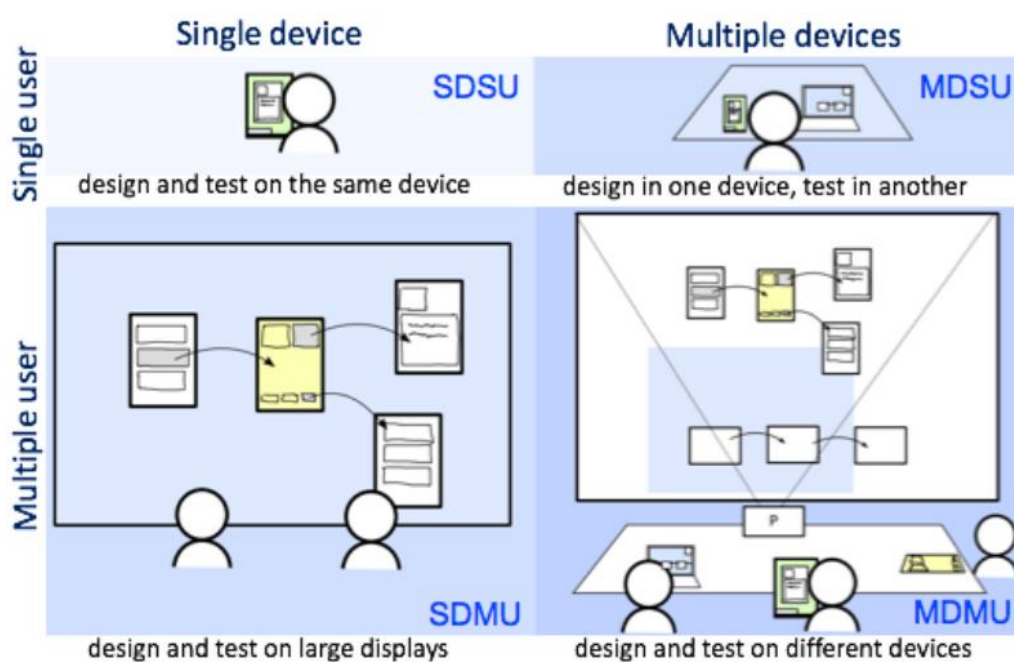 Single device
Multiple devices
Single user
SDSU
MDSU
design and test on the same device
design in one device, test in another
Multiple user
P
SDMU
MDMU
design and test on large displays
design and test on different devices